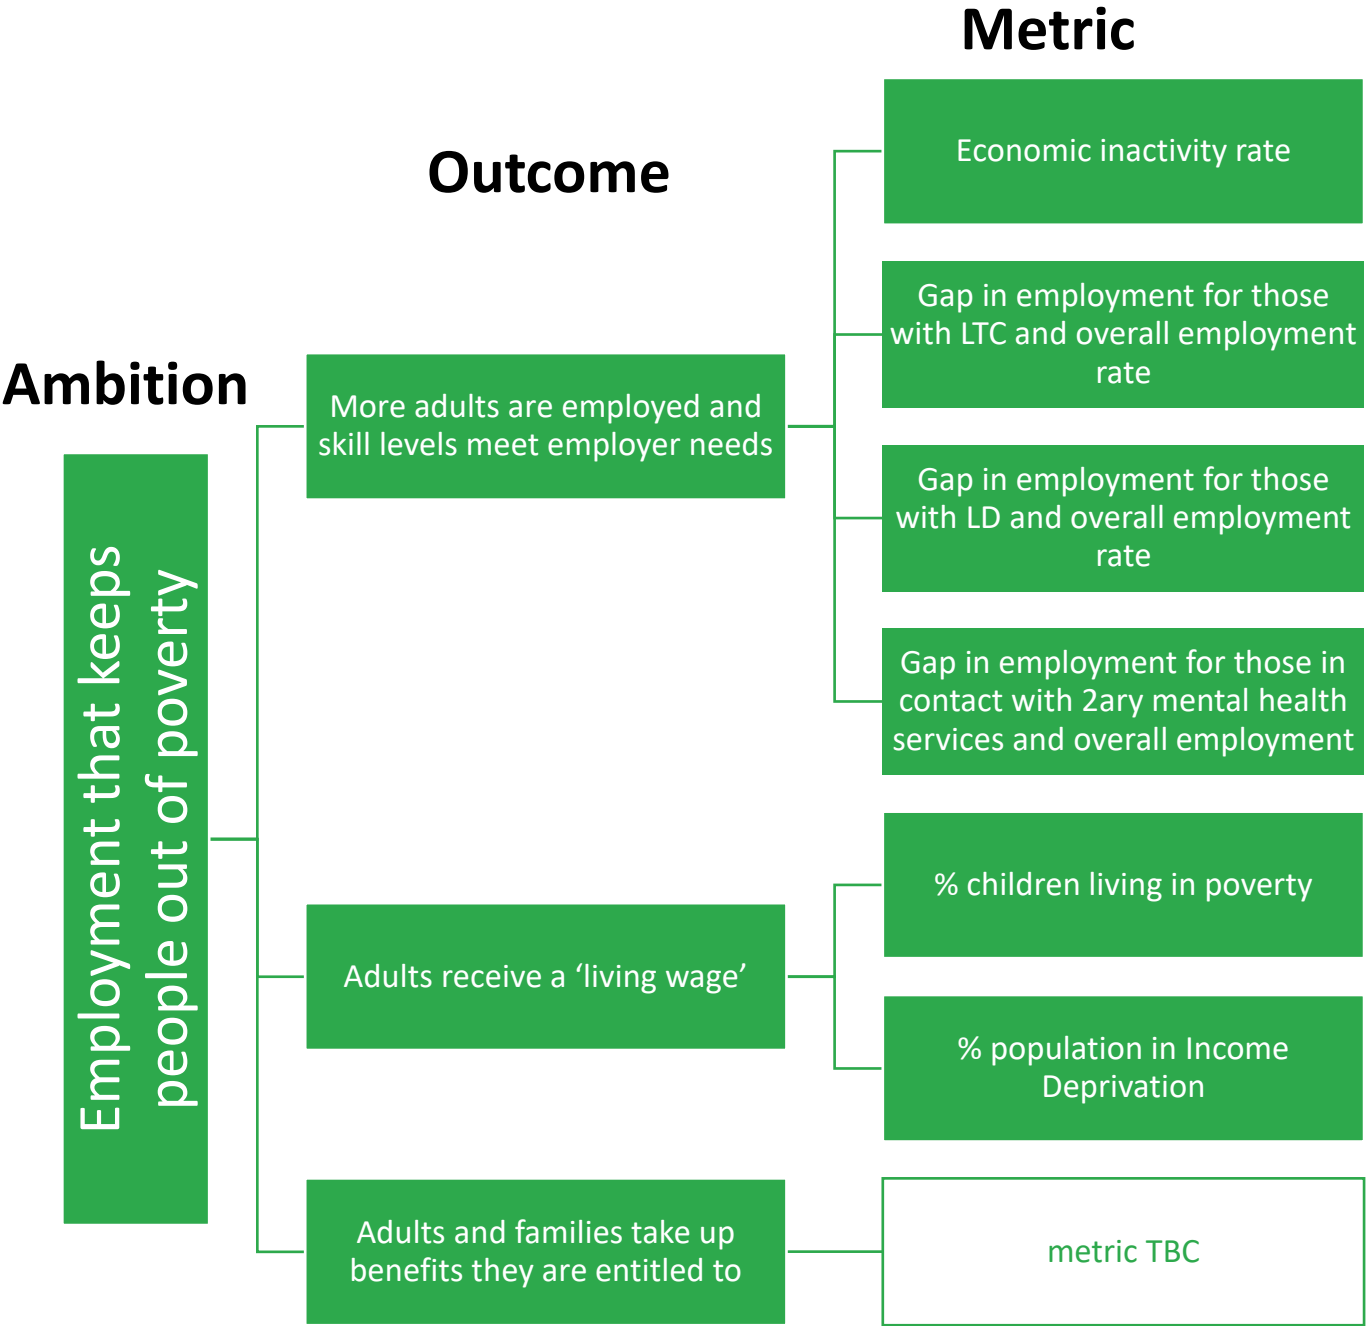 Metric
Outcome
Ambition
Employment that keeps
people out of poverty
More adults are employed and
skill levels meet employer needs
Economic inactivity rate
Gap in employment for those
with LTC and overall employment
rate
Gap in employment for those
with LD and overall employment
rate
Gap in employment for those in
contact with 2ary mental health
services and overall employment
Adults receive a ‘living wage’
% children living in poverty
% population in Income
Deprivation
Adults and families take up
benefits they are entitled to
metric TBC